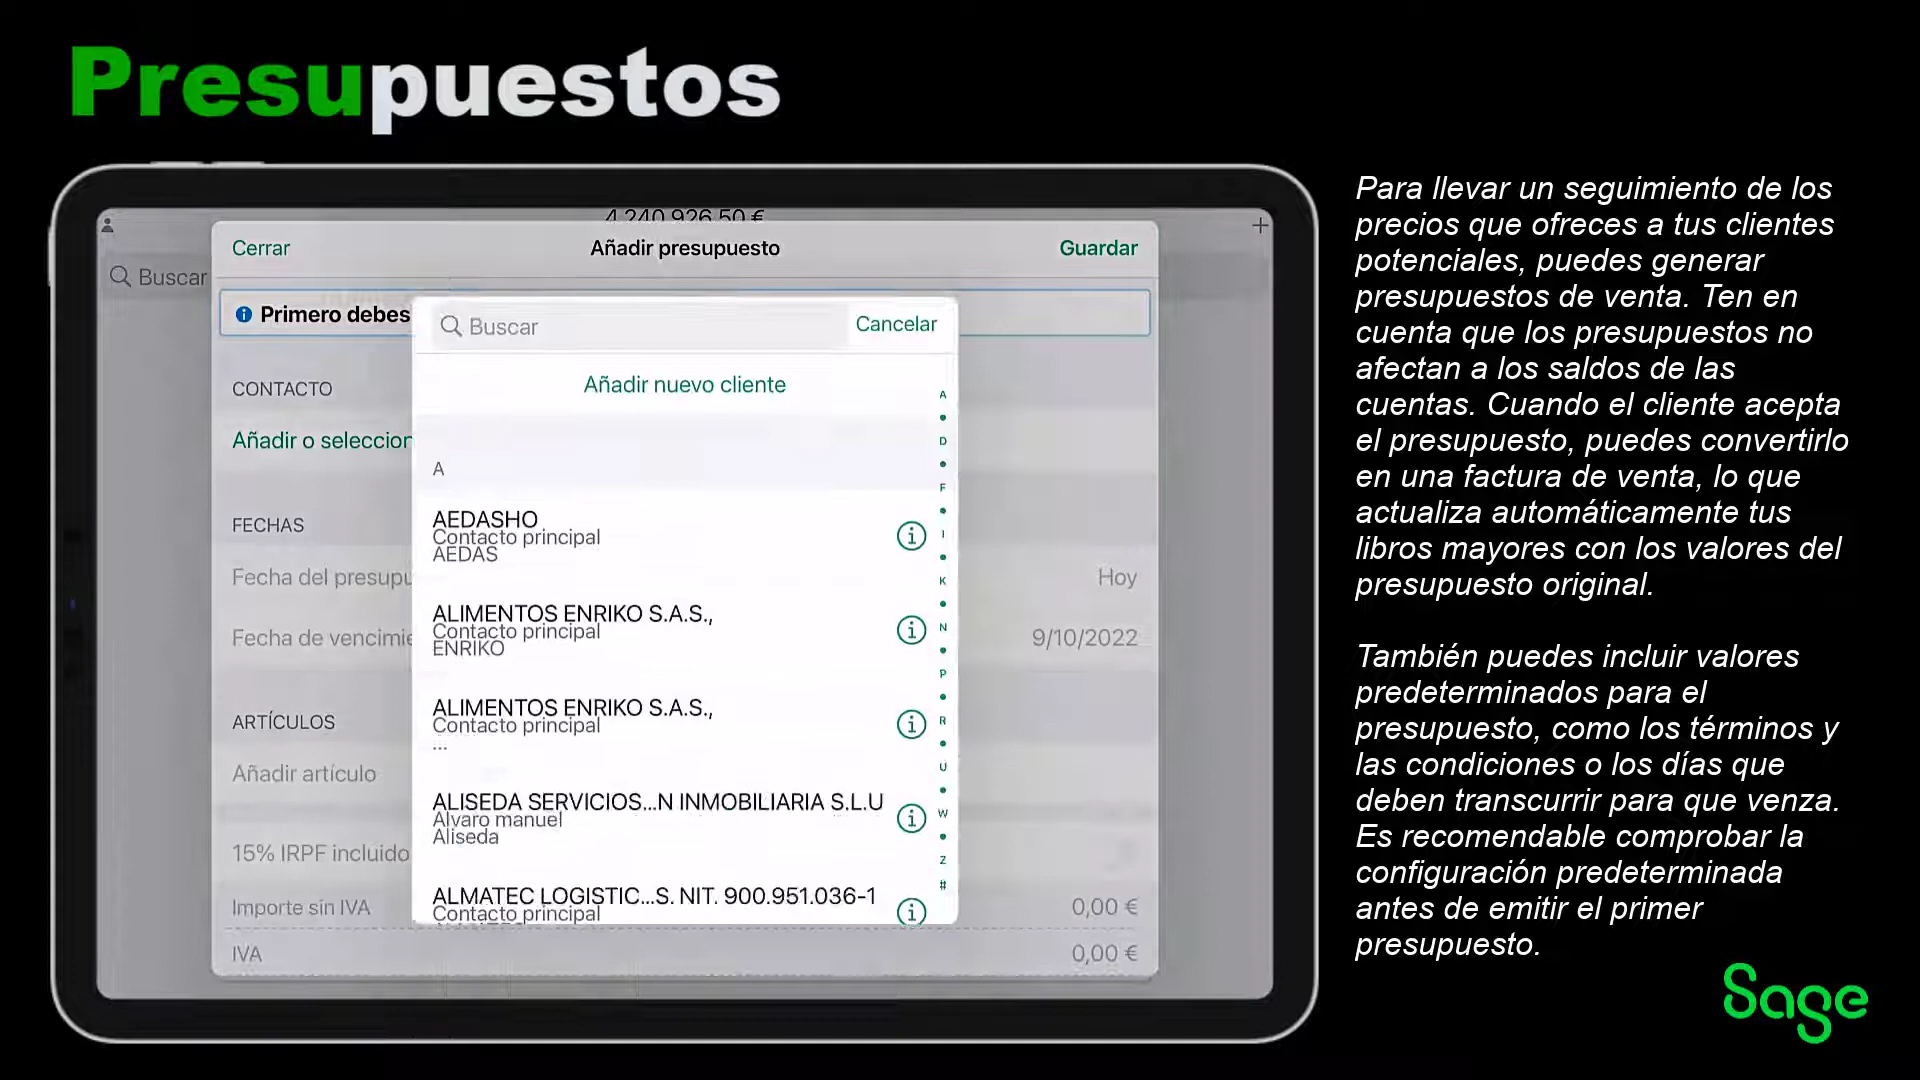 Presupuestos
4 240 926,50 €
Cerrar
Añadir presupuesto
Guardar
Buscar
Primero debes
Buscar
Cancelar
CONTACTO
Añadir nuevo cliente
Añadir o seleccion
A
AEDASHO
Contacto principal
AEDAS
FECHAS
Fecha del presupu
Hoy
ALIMENTOS ENRIKO S.A.S.,
Contacto principal
ENRIKO
Fecha de vencimie
9/10/2022
ALIMENTOS ENRIKO S.A.S.,
Contacto principal
...
ARTÍCULOS
Añadir artículo
ALISEDA SERVICIOS...N INMOBILIARIA S.L.U
Alvaro manuel
Aliseda
15% IRPF incluido
ALMATEC LOGISTIC...S. NIT. 900.951.036-1
Contacto principal
Importe sin IVA
0,00 €
IVA
0,00 €
A
D
F
I
K
N
P
R
U
W
Z
#
Para llevar un seguimiento de los
precios que ofreces a tus clientes
potenciales, puedes generar
presupuestos de venta. Ten en
cuenta que los presupuestos no
afectan a los saldos de las
cuentas. Cuando el cliente acepta
el presupuesto, puedes convertirlo
en una factura de venta, lo que
actualiza automáticamente tus
libros mayores con los valores del
presupuesto original.
También puedes incluir valores
predeterminados para el
presupuesto, como los términos y
las condiciones o los días que
deben transcurrir para que venza.
Es recomendable comprobar la
configuración predeterminada
antes de emitir el primer
presupuesto.
Sage